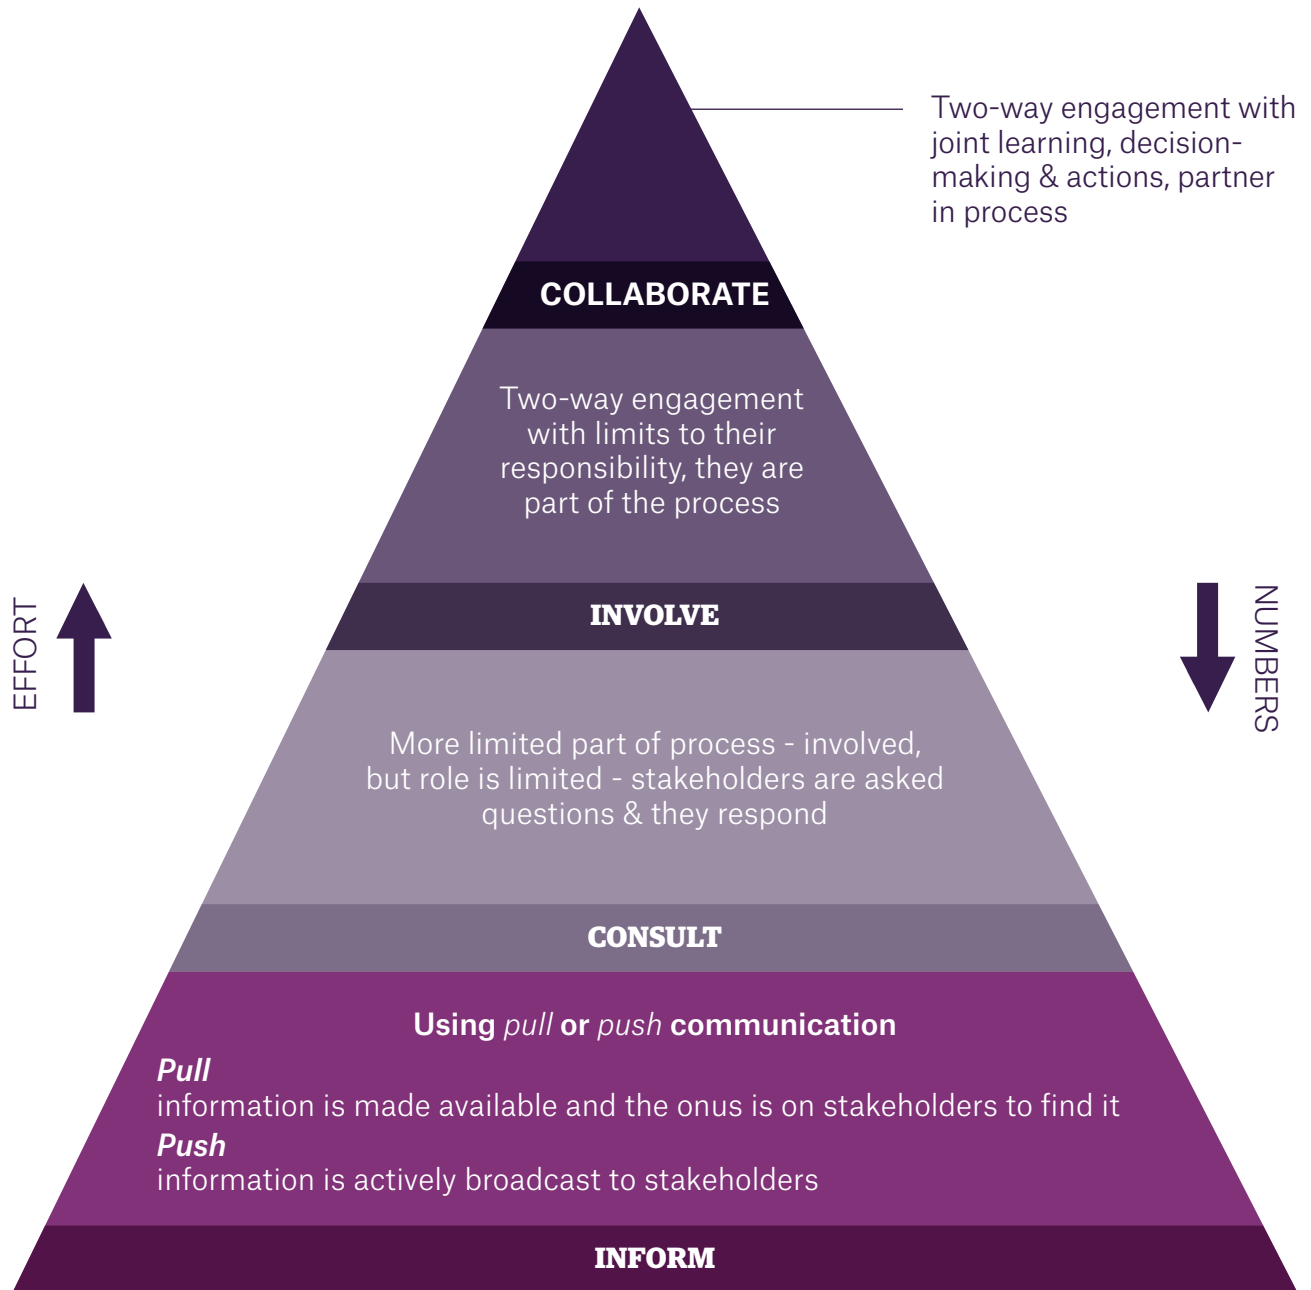 Two-way engagement with
joint learning, decision-
making & actions, partner
in process
COLLABORATE
Two-way engagement
with limits to their
responsibility, they are
part of the process
INVOLVE
EFFORT
NUMBERS
More limited part of process - involved,
but role is limited - stakeholders are asked
questions & they respond
CONSULT
Using pull or push communication
Pull
information is made available and the onus is on stakeholders to find it
Push
information is actively broadcast to stakeholders
INFORM